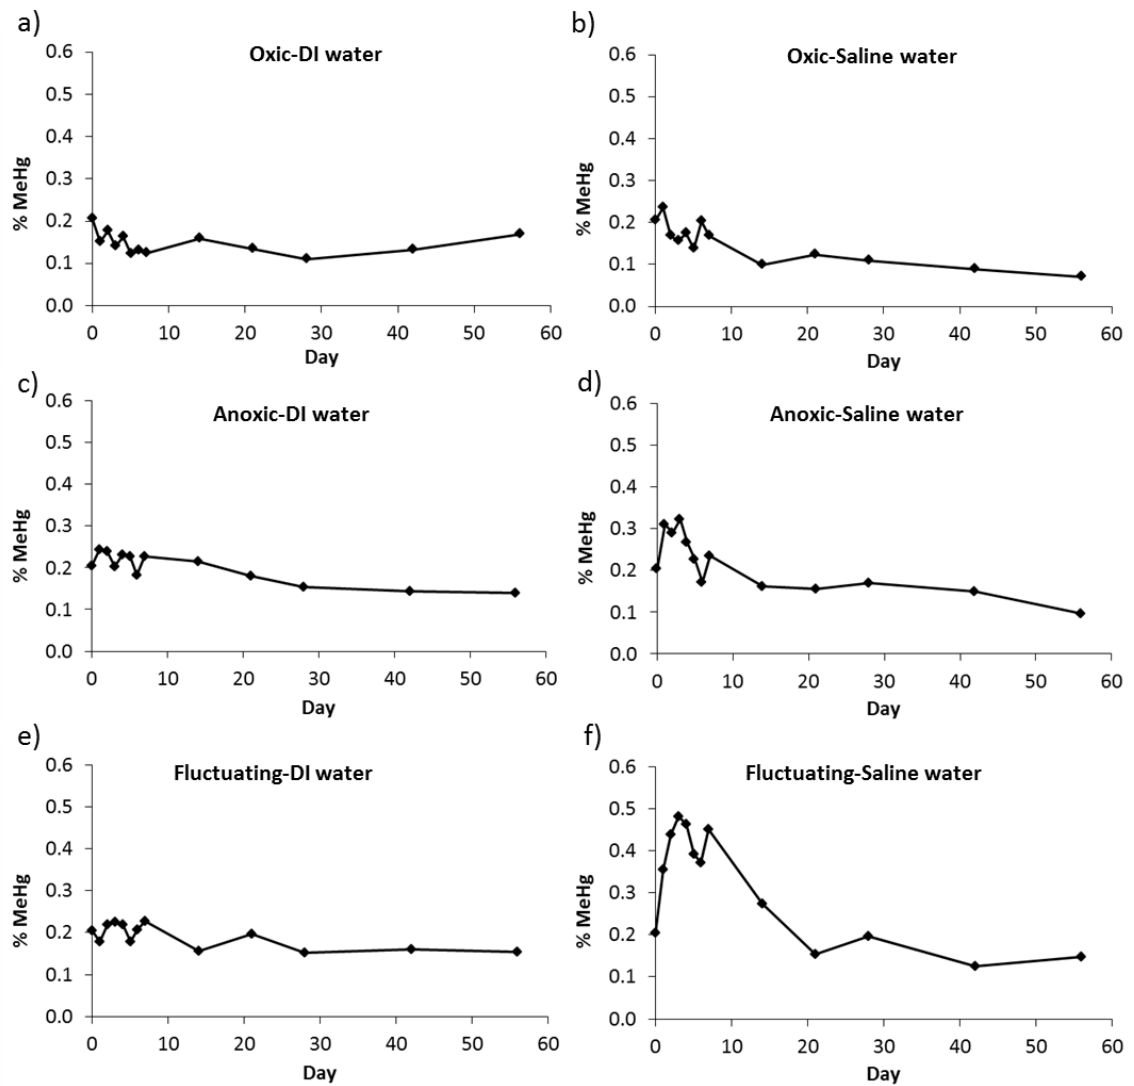 a)
Oxic-DI water
% MeHg
0.6
0.5
0.4
0.3
0.2
0.1
0.0
0 10 20 30 40 50 60
Day
b)
Oxic-Saline water
% MeHg
0.6
0.5
0.4
0.3
0.2
0.1
0.0
0 10 20 30 40 50 60
Day
c)
Anoxic-DI water
% MeHg
0.6
0.5
0.4
0.3
0.2
0.1
0.0
0 10 20 30 40 50 60
Day
d)
Anoxic-Saline water
% MeHg
0.6
0.5
0.4
0.3
0.2
0.1
0.0
0 10 20 30 40 50 60
Day
e)
Fluctuating-DI water
% MeHg
0.6
0.5
0.4
0.3
0.2
0.1
0.0
0 10 20 30 40 50 60
Day
f)
Fluctuating-Saline water
% MeHg
0.6
0.5
0.4
0.3
0.2
0.1
0.0
0 10 20 30 40 50 60
Day